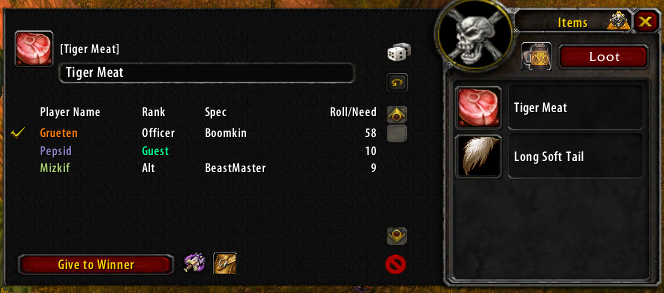 [Tiger Meat]
Tiger Meat
Player Name Rank Spec Roll/Need
Grueten Officer Boomkin 58
Pepsid Guest 10
Mizkif Alt BeastMaster 9
Give to Winner
Items
Loot
Tiger Meat
Long Soft Tail